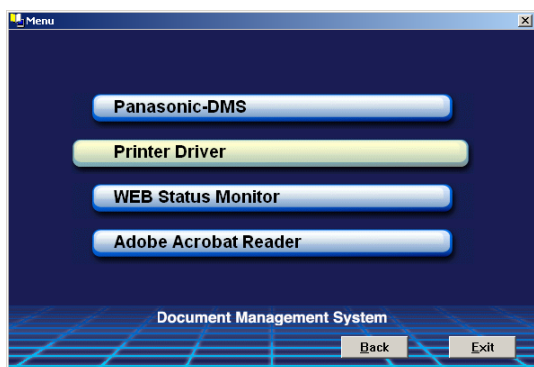 Menu
Panasonic-DMS
Printer Driver
WEB Status Monitor
Adobe Acrobat Reader
Document Management System
Back Exit